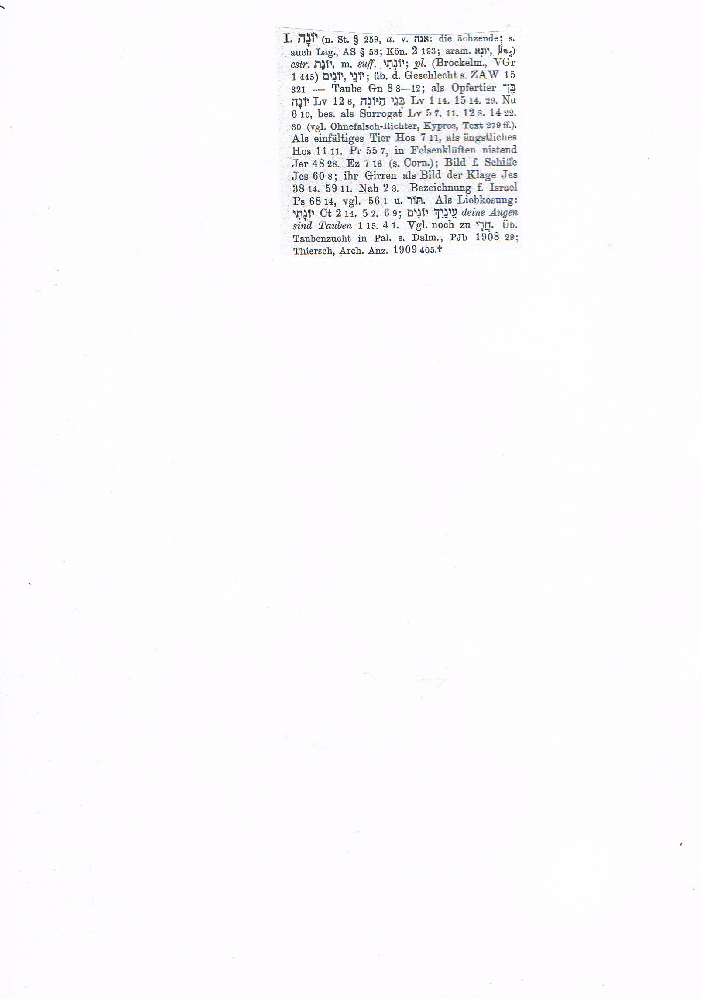 I. יוֹנָה (n. St. § 259, a. v. אנה: die ächzende; s.
auch Lag., AS § 53; Kön. 2 193; aram. יוֹנָא,
cstr. יוֹנַת, m. suff. יוֹנָתִי; pl. (Brockelm., VGr
1 445) יוֹנִים, יוֹנֵי; üb. d. Geschlecht s. ZAW 15
321 — Taube Gn 8 8—12; als Opfertier בֶּן־
יוֹנָה Lv 12 6, בְּנֵי הַיּוֹנָה Lv 1 14. 15 14. 29. Nu
6 10, bes. als Surrogat Lv 5 7. 11. 12 8. 14 22.
30 (vgl. Ohnefalsch-Richter, Kypros, Text 279 ff.).
Als einfältiges Tier Hos 7 11, als ängstliches
Hos 11 11. Pr 55 7, in Felsenklüften nistend
Jer 48 28. Ez 7 16 (s. Corn.); Bild f. Schiffe
Jes 60 8; ihr Girren als Bild der Klage Jes
38 14. 59 11. Nah 2 8. Bezeichnung f. Israel
Ps 68 14, vgl. 56 1 u. תּוֹר. Als Liebkosung:
יוֹנָתִי Ct 2 14. 5 2. 6 9; עֵינַיִךְ יוֹנִים deine Augen
sind Tauben 1 15. 4 1. Vgl. noch zu חֲרֵי. Üb.
Taubenzucht in Pal. s. Dalm., PJb 1908 29;
Thiersch, Arch. Anz. 1909 405.†